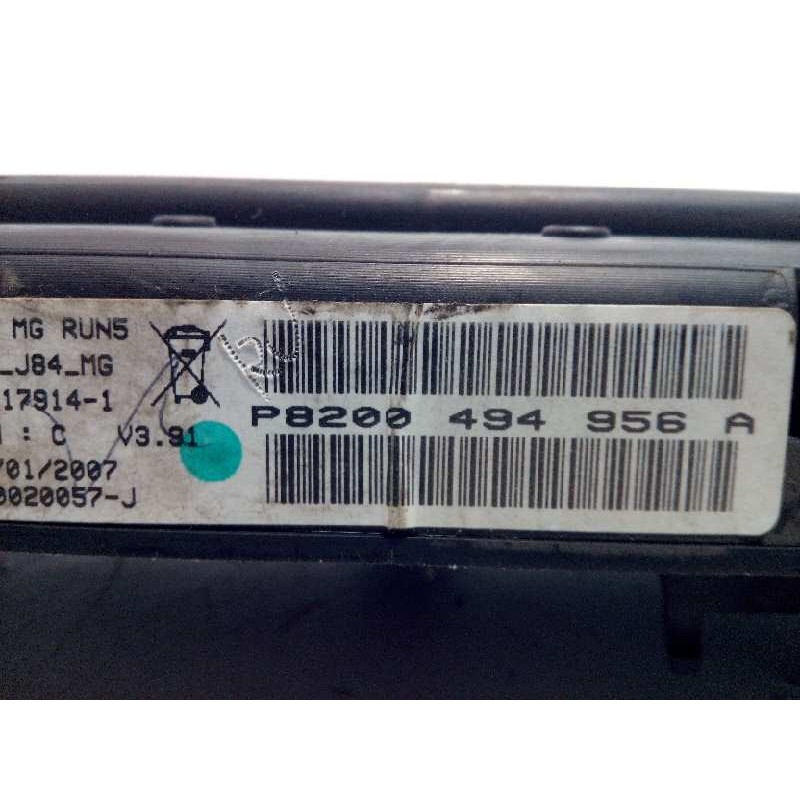 MG RUN5
_J84_MG
17914-1
: C V3.91
/01/2007
0020057-J
P8200 494 956 A